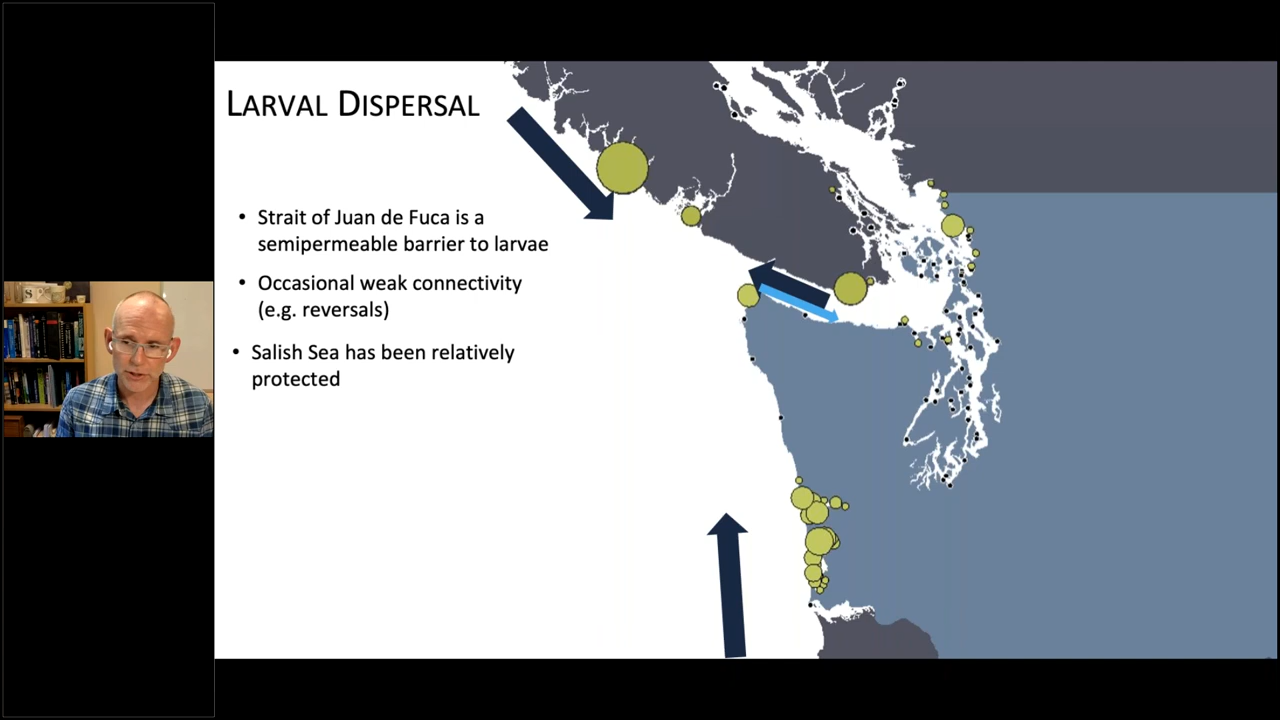 LARVAL DISPERSAL
• Strait of Juan de Fuca is a
semipermeable barrier to larvae
• Occasional weak connectivity
(e.g. reversals)
• Salish Sea has been relatively
protected